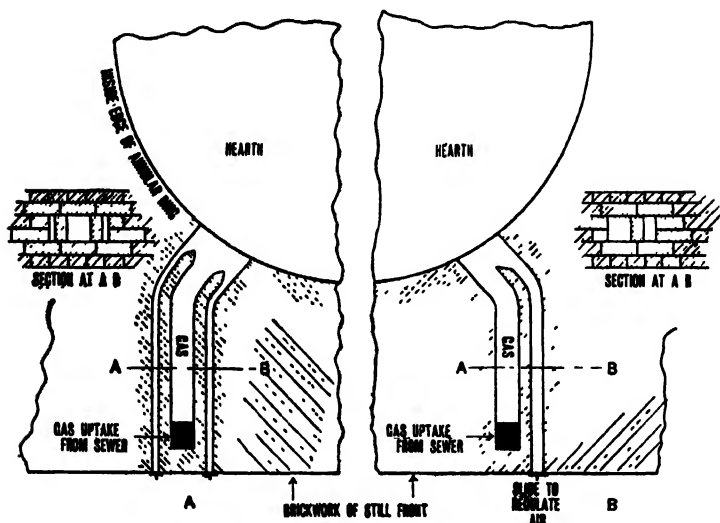 INSIDE EDGE OF ANNULAR RING
HEARTH
HEARTH
SECTION AT A B
SECTION AT A B
GAS
GAS
A
B
A
B
GAS UPTAKE
FROM SEWER
GAS UPTAKE
FROM SEWER
A
BRICKWORK OF STILL FRONT
SLIDE TO
REGULATE
AIR
B